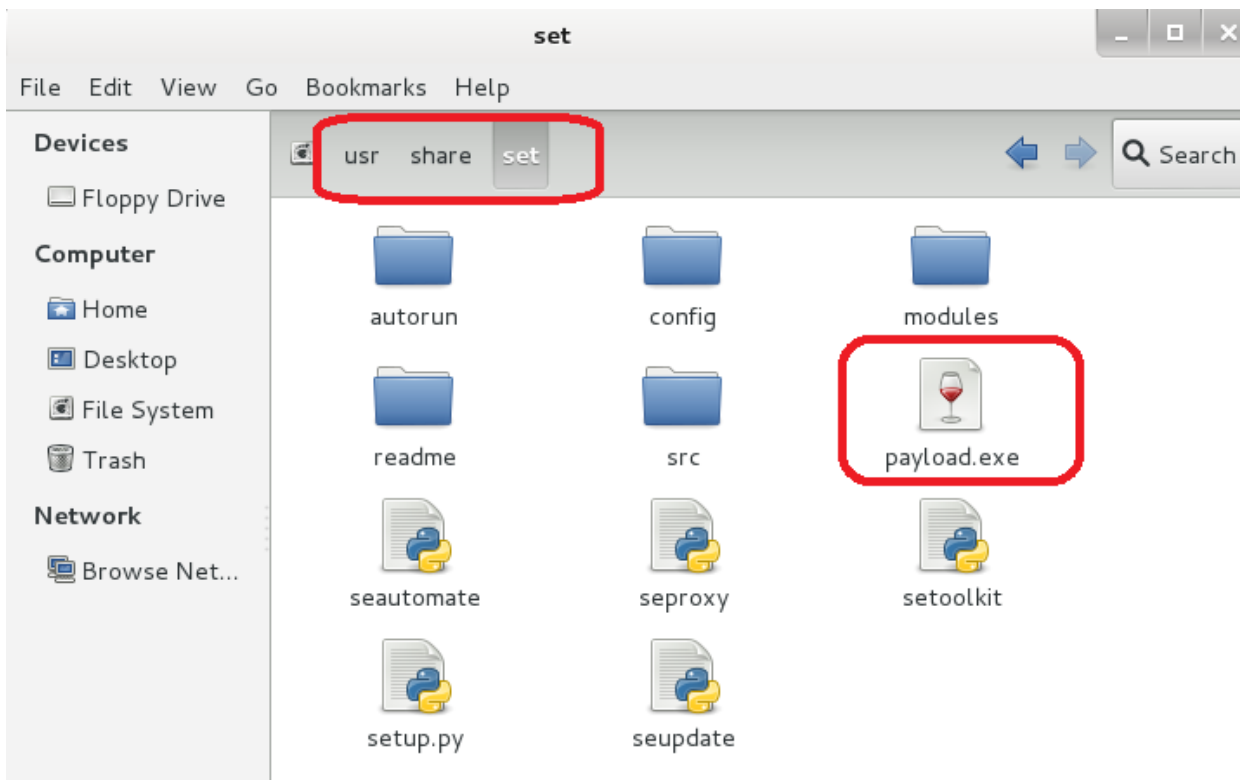 set
File Edit View Go Bookmarks Help
Devices
usr share set
Search
Floppy Drive
Computer
Home
autorun config modules
Desktop
File System
Trash
readme src payload.exe
Network
Browse Net...
seautomate seproxy setoolkit
setup.py seupdate